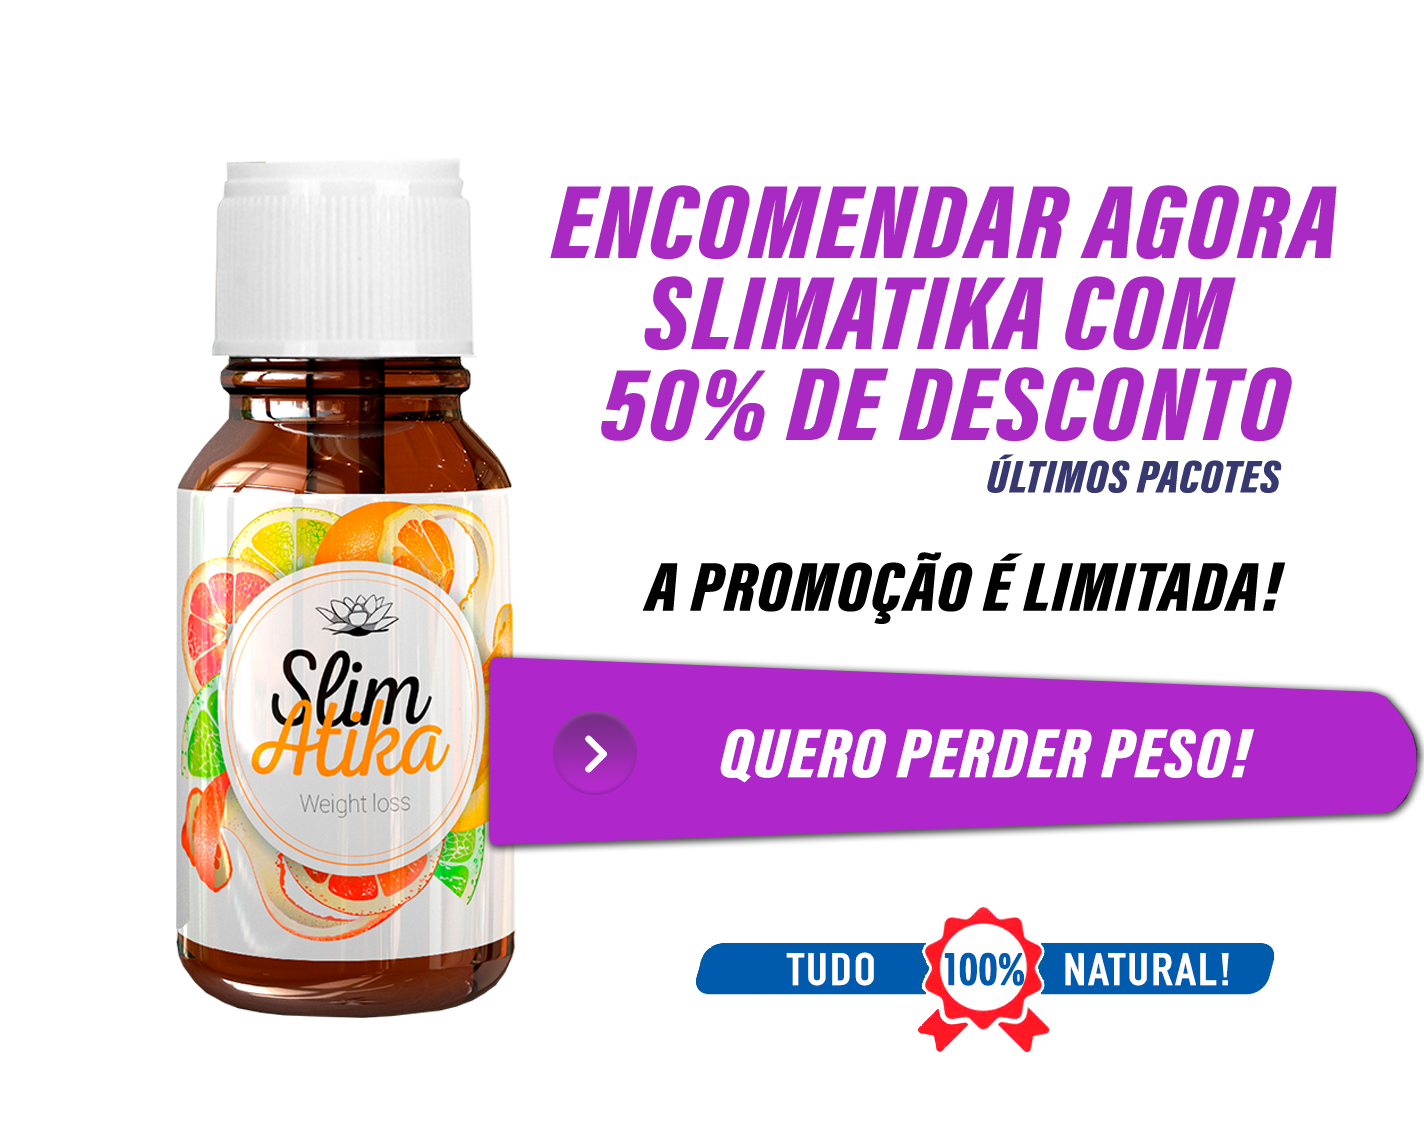 ENCOMENDAR AGORA
SLIMATIKA COM
50% DE DESCONTO
ÚLTIMOS PACOTES
A PROMOÇÃO É LIMITADA!
Slim
Atika
Weight loss
QUERO PERDER PESO!
TUDO 100% NATURAL!